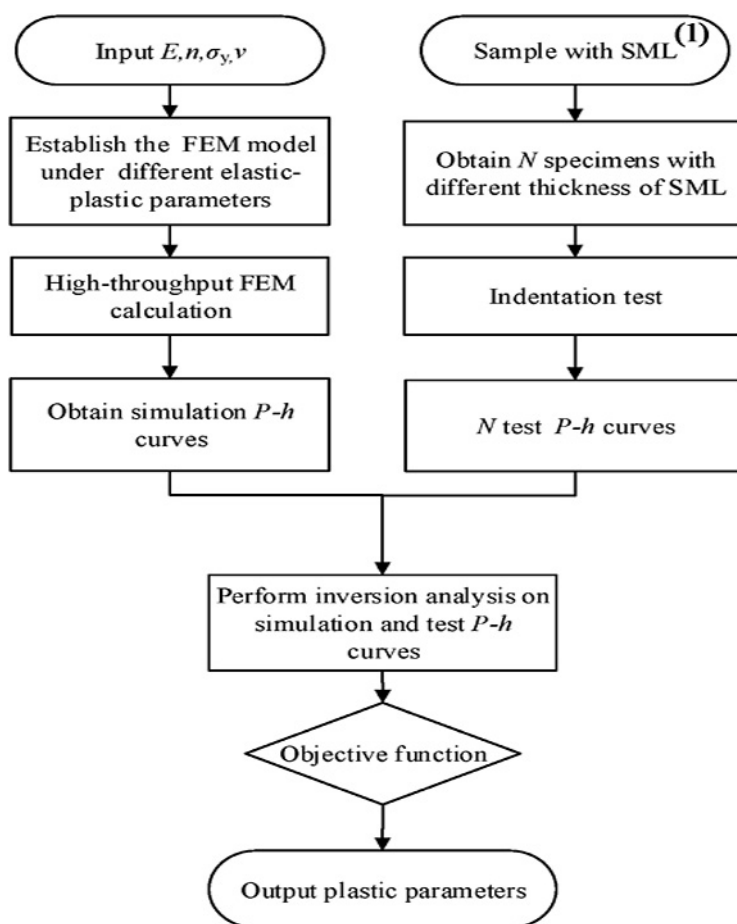 Input E,n,σy,v
Establish the FEM model
under different elastic-
plastic parameters
High-throughput FEM
calculation
Obtain simulation P-h
curves
Sample with SML(1)
Obtain N specimens with
different thickness of SML
Indentation test
N test P-h curves
Perform inversion analysis on
simulation and test P-h
curves
Objective function
Output plastic parameters